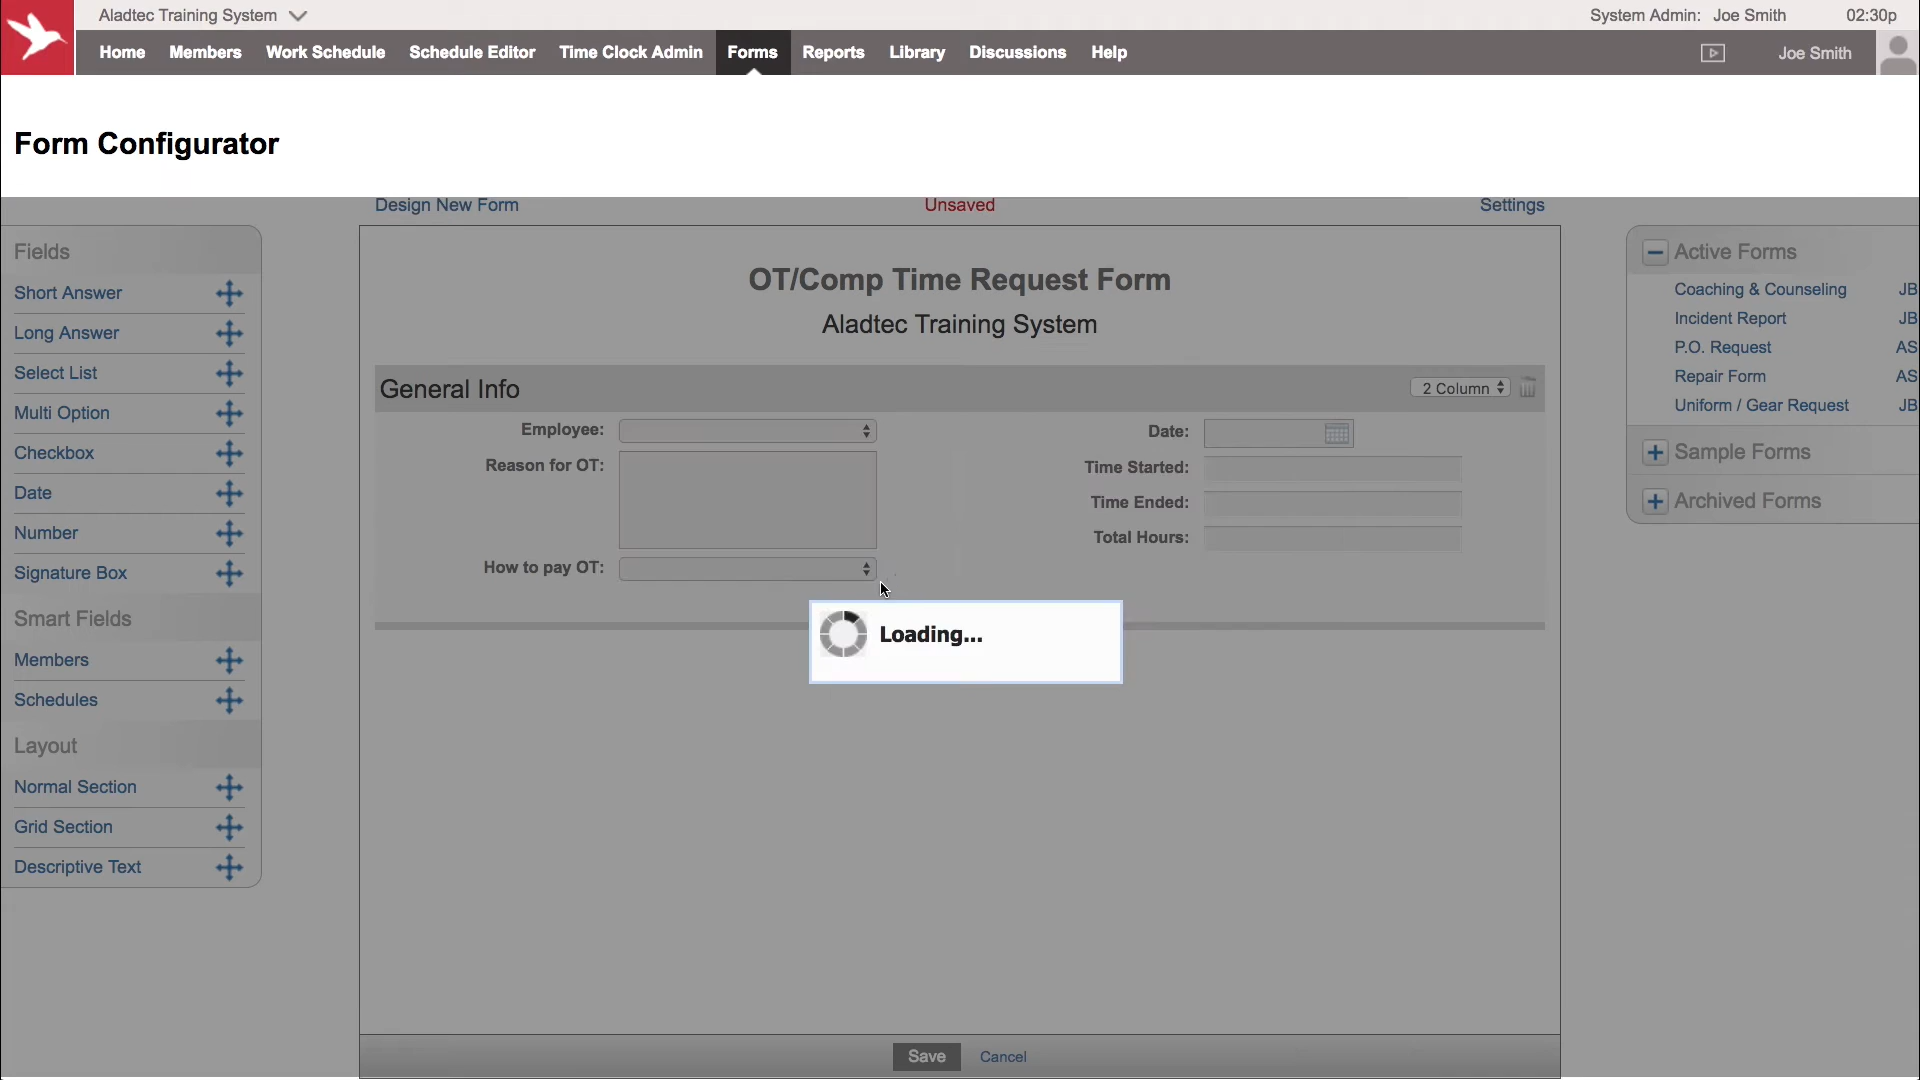 Aladtec Training System
System Admin: Joe Smith 02:30p
Home Members Work Schedule Schedule Editor Time Clock Admin Forms Reports Library Discussions Help
Joe Smith
Form Configurator
Design New Form
Unsaved
Settings
Fields
Short Answer
Long Answer
Select List
Multi Option
Checkbox
Date
Number
Signature Box
Smart Fields
Members
Schedules
Layout
Normal Section
Grid Section
Descriptive Text
OT/Comp Time Request Form
Aladtec Training System
General Info
2 Column
Employee:
Reason for OT:
How to pay OT:
Date:
Time Started:
Time Ended:
Total Hours:
Loading...
Save Cancel
Active Forms
Coaching & Counseling JB
Incident Report JB
P.O. Request AS
Repair Form AS
Uniform / Gear Request JB
Sample Forms
Archived Forms